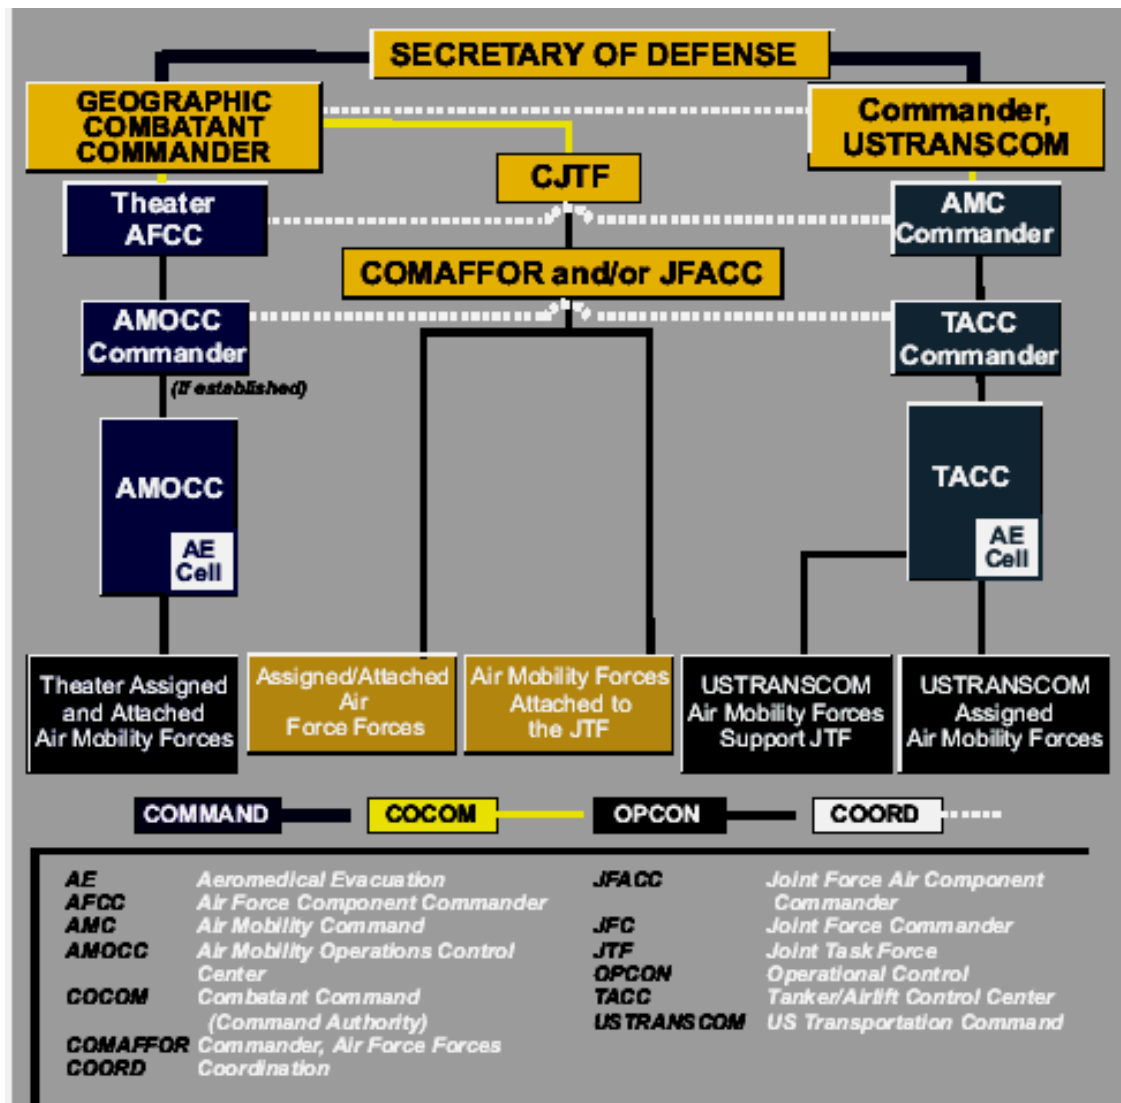 SECRETARY OF DEFENSE
GEOGRAPHIC
COMBATANT
COMMANDER
Commander,
USTRANSCOM
CJTF
Theater
AFCC
AMC
Commander
COMAFFOR and/or JFACC
AMOCC
Commander
(If established)
TACC
Commander
AMOCC
AE
Cell
TACC
AE
Cell
Theater Assigned
and Attached
Air Mobility Forces
Assigned/Attached
Air
Force Forces
Air Mobility Forces
Attached to
the JTF
USTRANSCOM
Air Mobility Forces
Support JTF
USTRANSCOM
Assigned
Air Mobility Forces
COMMAND
COCOM
OPCON
COORD
AE Aeromedical Evacuation
AFCC Air Force Component Commander
AMC Air Mobility Command
AMOCC Air Mobility Operations Control
Center
COCOM Combatant Command
(Command Authority)
COMAFFOR Commander, Air Force Forces
COORD Coordination
JFACC Joint Force Air Component
Commander
JFC Joint Force Commander
JTF Joint Task Force
OPCON Operational Control
TACC Tanker/Airlift Control Center
USTRANSCOM US Transportation Command